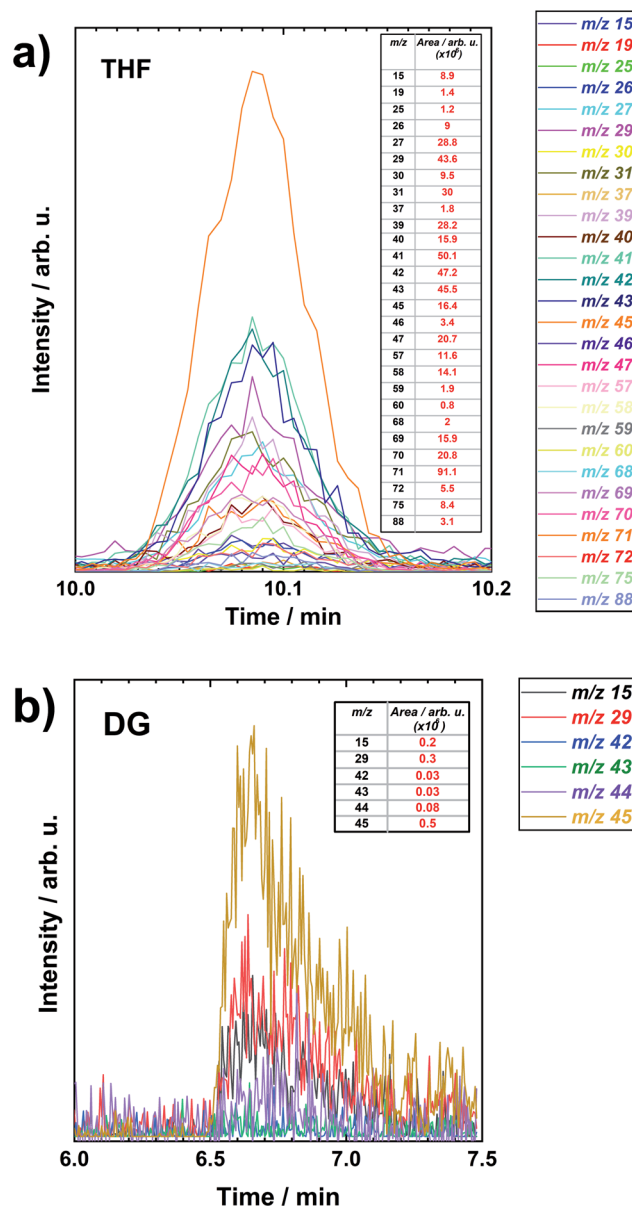 a)
THF
Intensity / arb. u.
m/z Area / arb. u. (x10⁶)
15 8.9
19 1.4
25 1.2
26 9
27 28.8
29 43.6
30 9.5
31 30
37 1.8
39 28.2
40 15.9
41 50.1
42 47.2
43 45.5
45 16.4
46 3.4
47 20.7
57 11.6
58 14.1
59 1.9
60 0.8
68 2
69 15.9
70 20.8
71 91.1
72 5.5
75 8.4
88 3.1
10.0 10.1 10.2
Time / min
m/z 15
m/z 19
m/z 25
m/z 26
m/z 27
m/z 29
m/z 30
m/z 31
m/z 37
m/z 39
m/z 40
m/z 41
m/z 42
m/z 43
m/z 45
m/z 46
m/z 47
m/z 57
m/z 58
m/z 59
m/z 60
m/z 68
m/z 69
m/z 70
m/z 71
m/z 72
m/z 75
m/z 88
b)
DG
Intensity / arb. u.
m/z Area / arb. u. (x10⁶)
15 0.2
29 0.3
42 0.03
43 0.03
44 0.08
45 0.5
6.0 6.5 7.0 7.5
Time / min
m/z 15
m/z 29
m/z 42
m/z 43
m/z 44
m/z 45